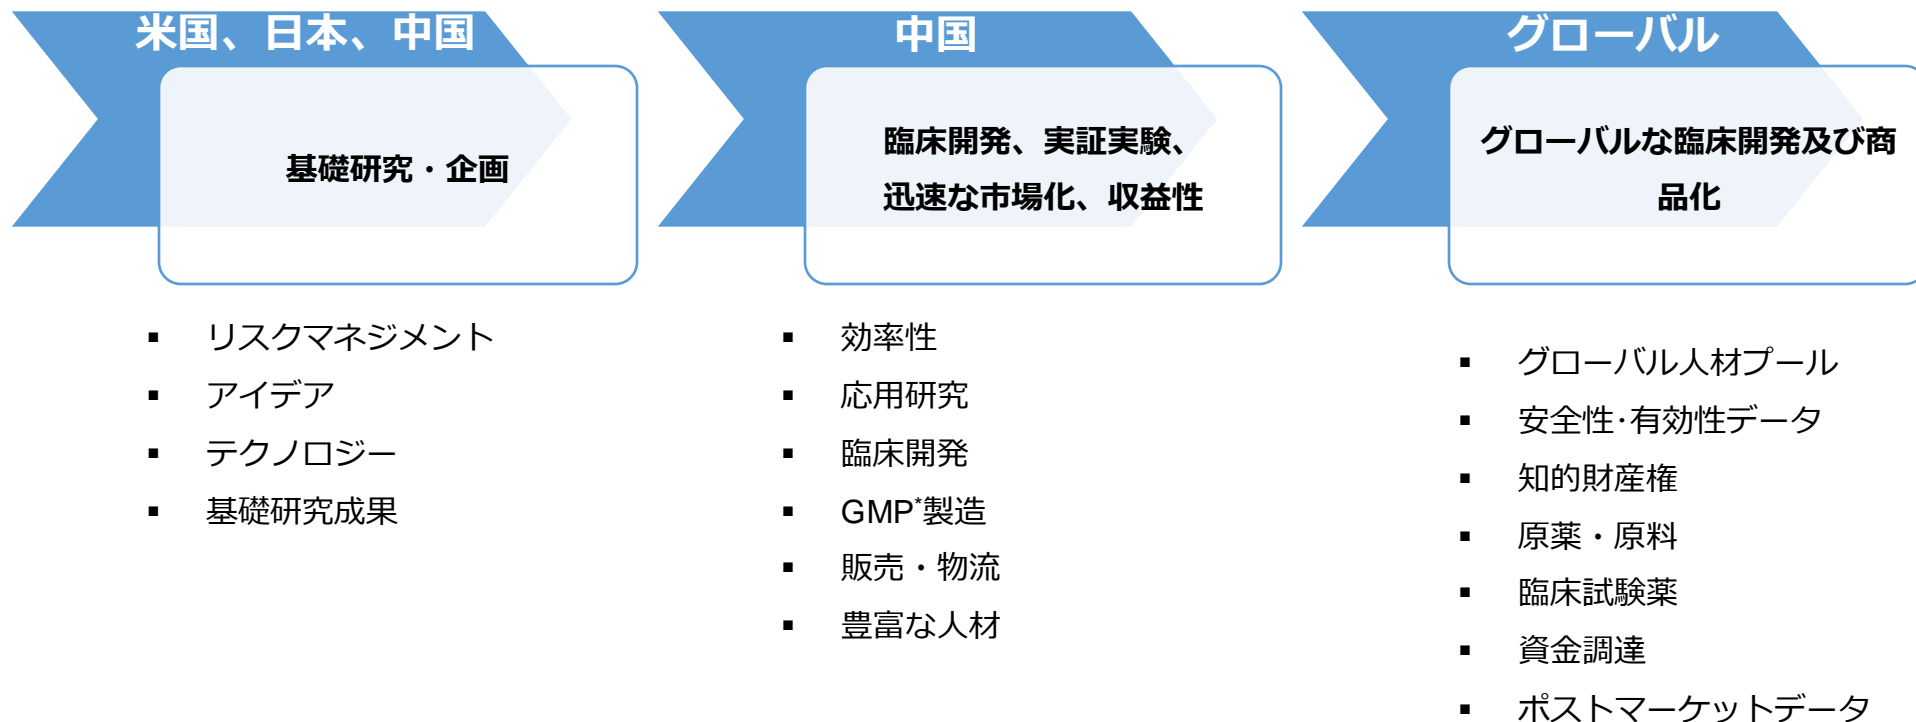 米国、日本、中国
基礎研究・企画
▪ リスクマネジメント
▪ アイデア
▪ テクノロジー
▪ 基礎研究成果
中国
臨床開発、実証実験、
迅速な市場化、収益性
▪ 効率性
▪ 応用研究
▪ 臨床開発
▪ GMP*製造
▪ 販売・物流
▪ 豊富な人材
グローバル
グローバルな臨床開発及び商
品化
▪ グローバル人材プール
▪ 安全性･有効性データ
▪ 知的財産権
▪ 原薬・原料
▪ 臨床試験薬
▪ 資金調達
▪ ポストマーケットデータ